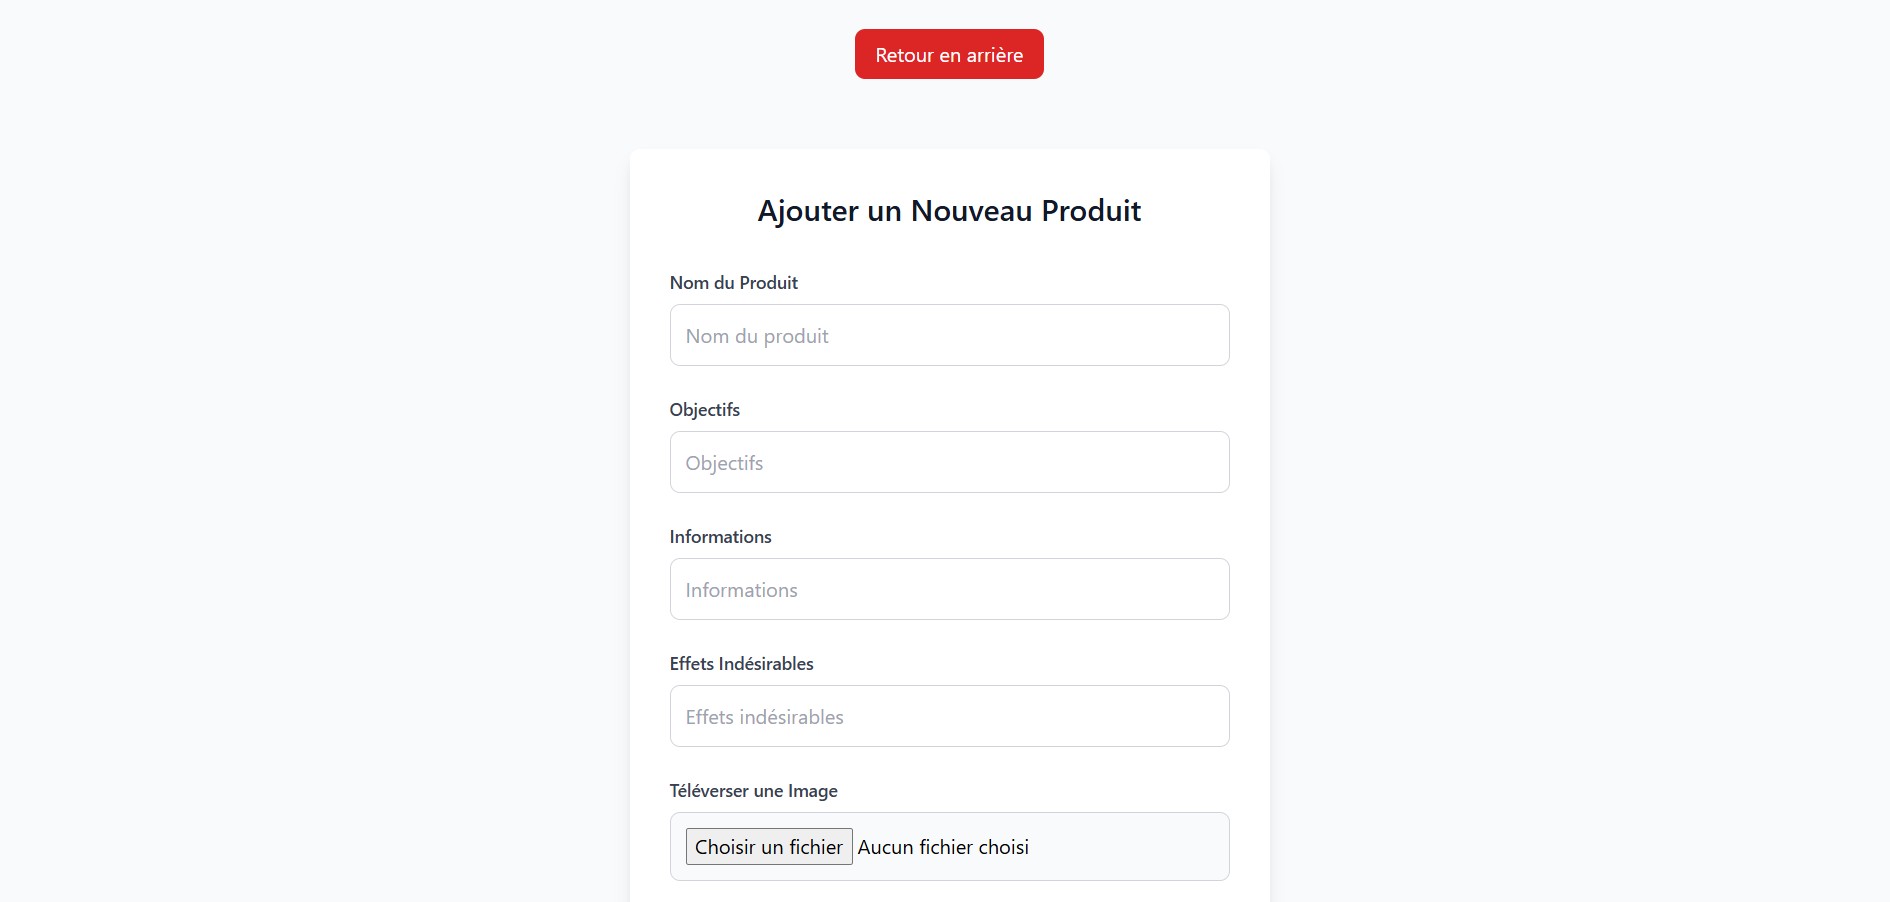 Retour en arrière
Ajouter un Nouveau Produit
Nom du Produit
Nom du produit
Objectifs
Objectifs
Informations
Informations
Effets Indésirables
Effets indésirables
Téléverser une Image
Choisir un fichier Aucun fichier choisi